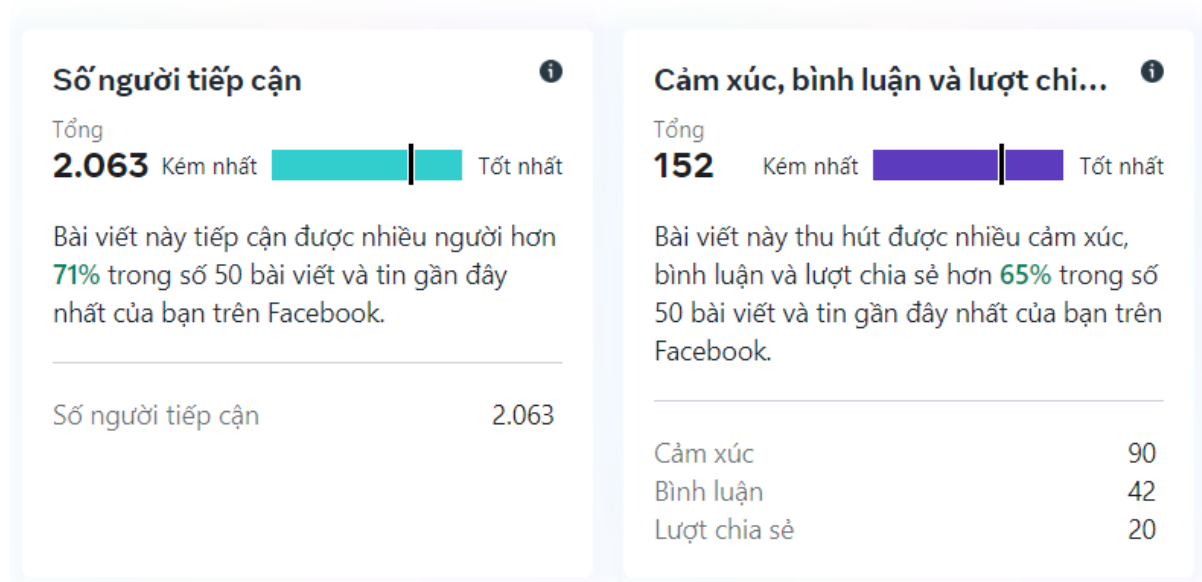 Số người tiếp cận
Tổng
2.063 Kém nhất Tốt nhất
Bài viết này tiếp cận được nhiều người hơn
71% trong số 50 bài viết và tin gần đây
nhất của bạn trên Facebook.
Số người tiếp cận 2.063
Cảm xúc, bình luận và lượt chi...
Tổng
152 Kém nhất Tốt nhất
Bài viết này thu hút được nhiều cảm xúc,
bình luận và lượt chia sẻ hơn 65% trong số
50 bài viết và tin gần đây nhất của bạn trên
Facebook.
Cảm xúc 90
Bình luận 42
Lượt chia sẻ 20